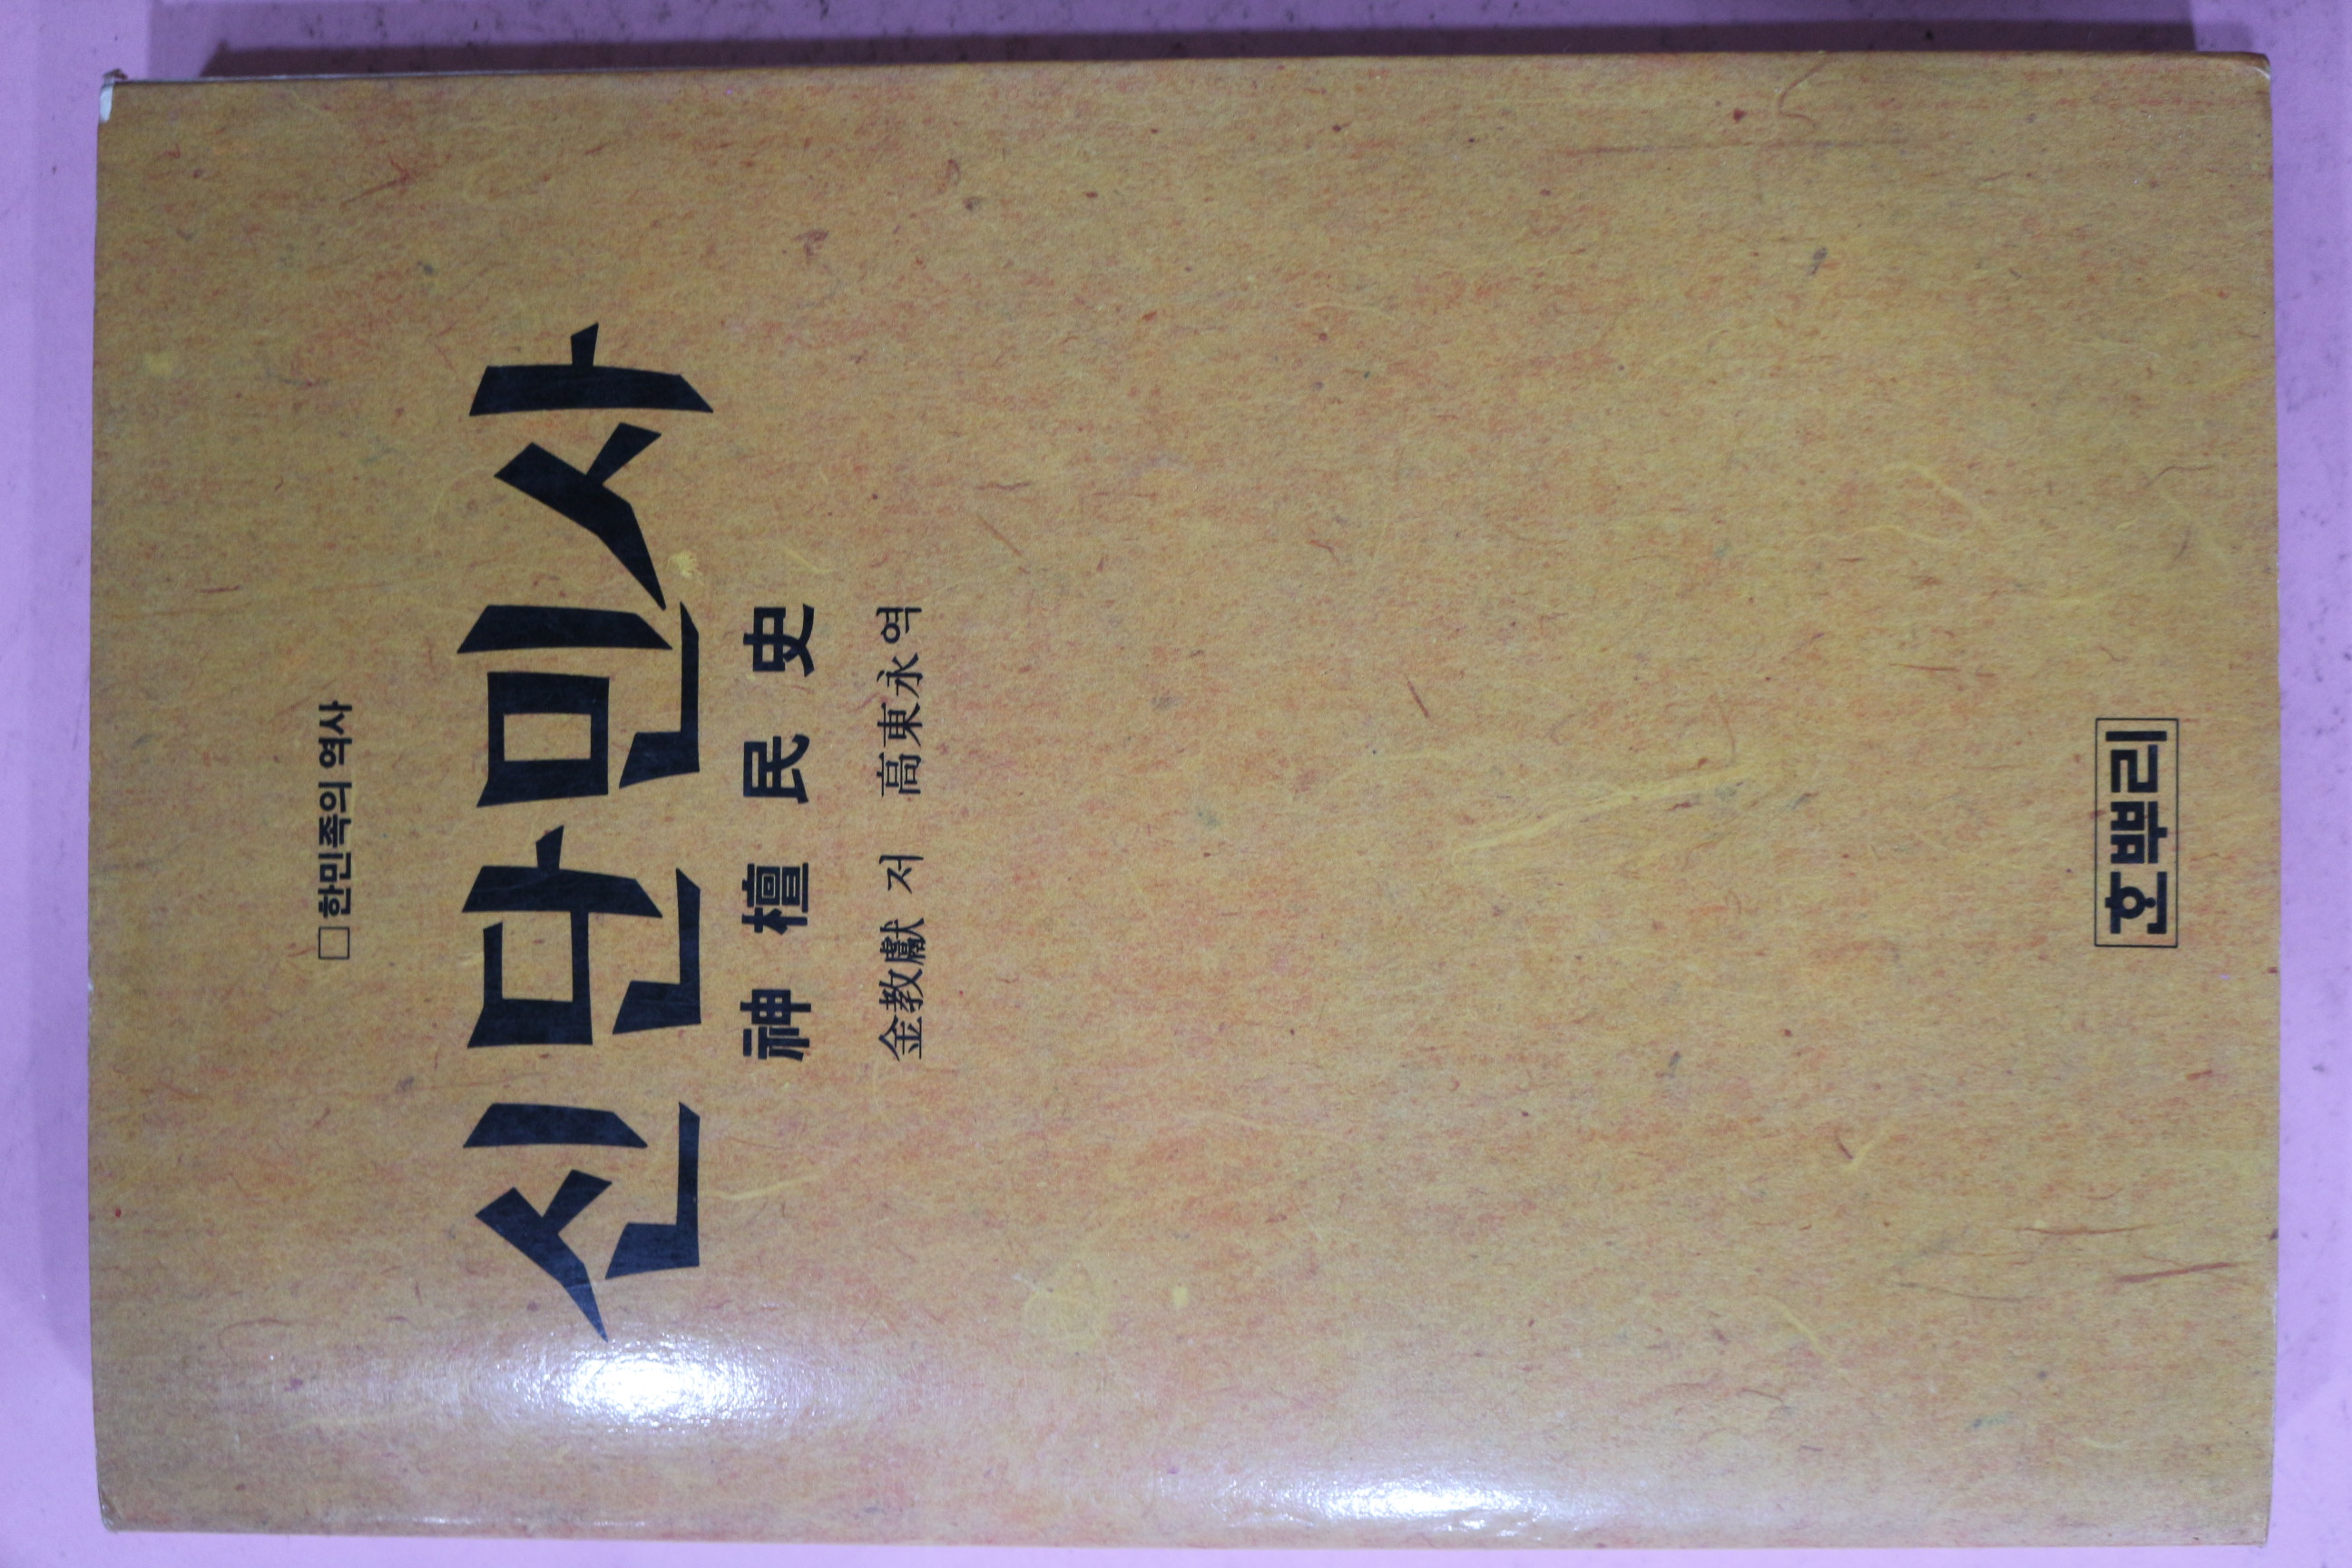 □ 한민족의 역사
신단민사
神檀民史
金教獻 저 高東永 역
한뿌리